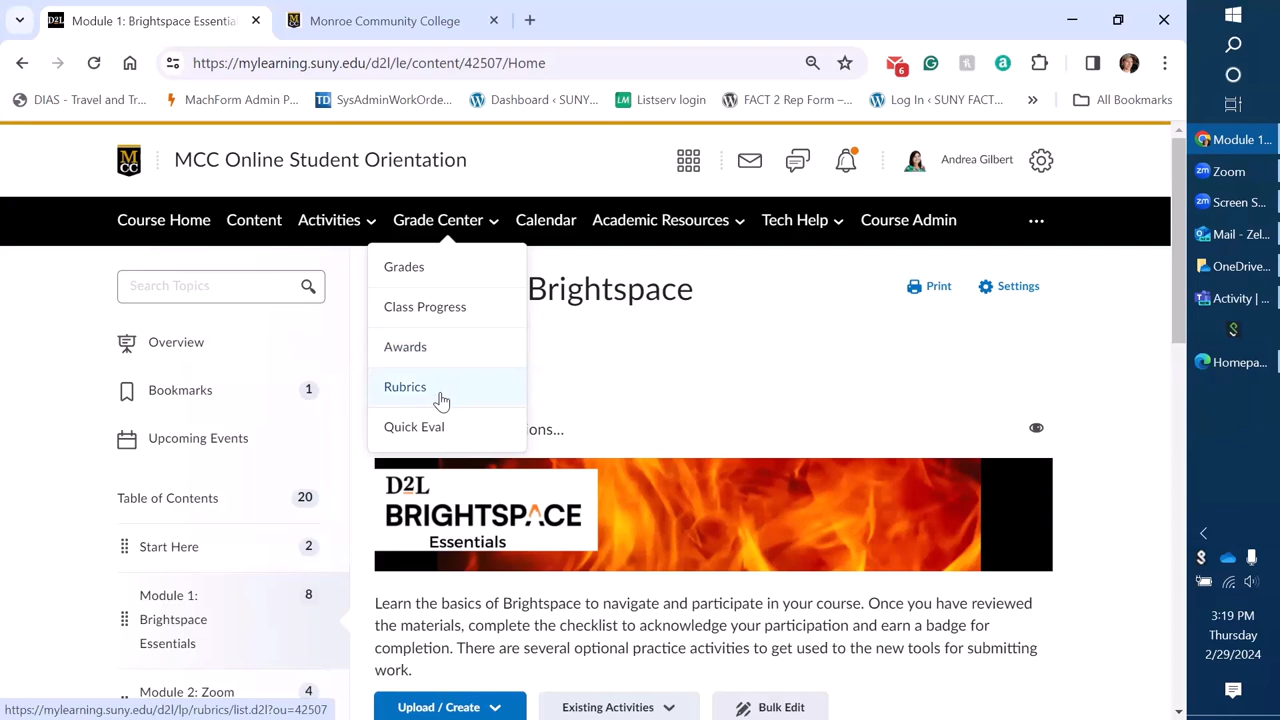 D2L Module 1: Brightspace Essentia
Monroe Community College
https://mylearning.suny.edu/d2l/le/content/42507/Home
6
DIAS - Travel and Tr...
MachForm Admin P...
TD SysAdminWorkOrde...
Dashboard ‹ SUNY...
LM Listserv login
FACT 2 Rep Form –...
Log In ‹ SUNY FACT...
All Bookmarks
MCC
MCC Online Student Orientation
Andrea Gilbert
Course Home
Content
Activities
Grade Center
Calendar
Academic Resources
Tech Help
Course Admin
Search Topics
Overview
Bookmarks 1
Upcoming Events
Table of Contents 20
Start Here 2
Module 1: 8
Brightspace
Essentials
Module 2: Zoom 4
Grades
Class Progress
Awards
Rubrics
Quick Eval
Brightspace
Print
Settings
ons...
D2L
BRIGHTSPACE
Essentials
Learn the basics of Brightspace to navigate and participate in your course. Once you have reviewed
the materials, complete the checklist to acknowledge your participation and earn a badge for
completion. There are several optional practice activities to get used to the new tools for submitting
work.
Upload / Create
Existing Activities
Bulk Edit
https://mylearning.suny.edu/d2l/lp/rubrics/list.d2l?ou=42507
Module 1...
zm Zoom
zm Screen S...
Mail - Zel...
OneDrive...
Activity | ...
Homepa...
3:19 PM
Thursday
2/29/2024